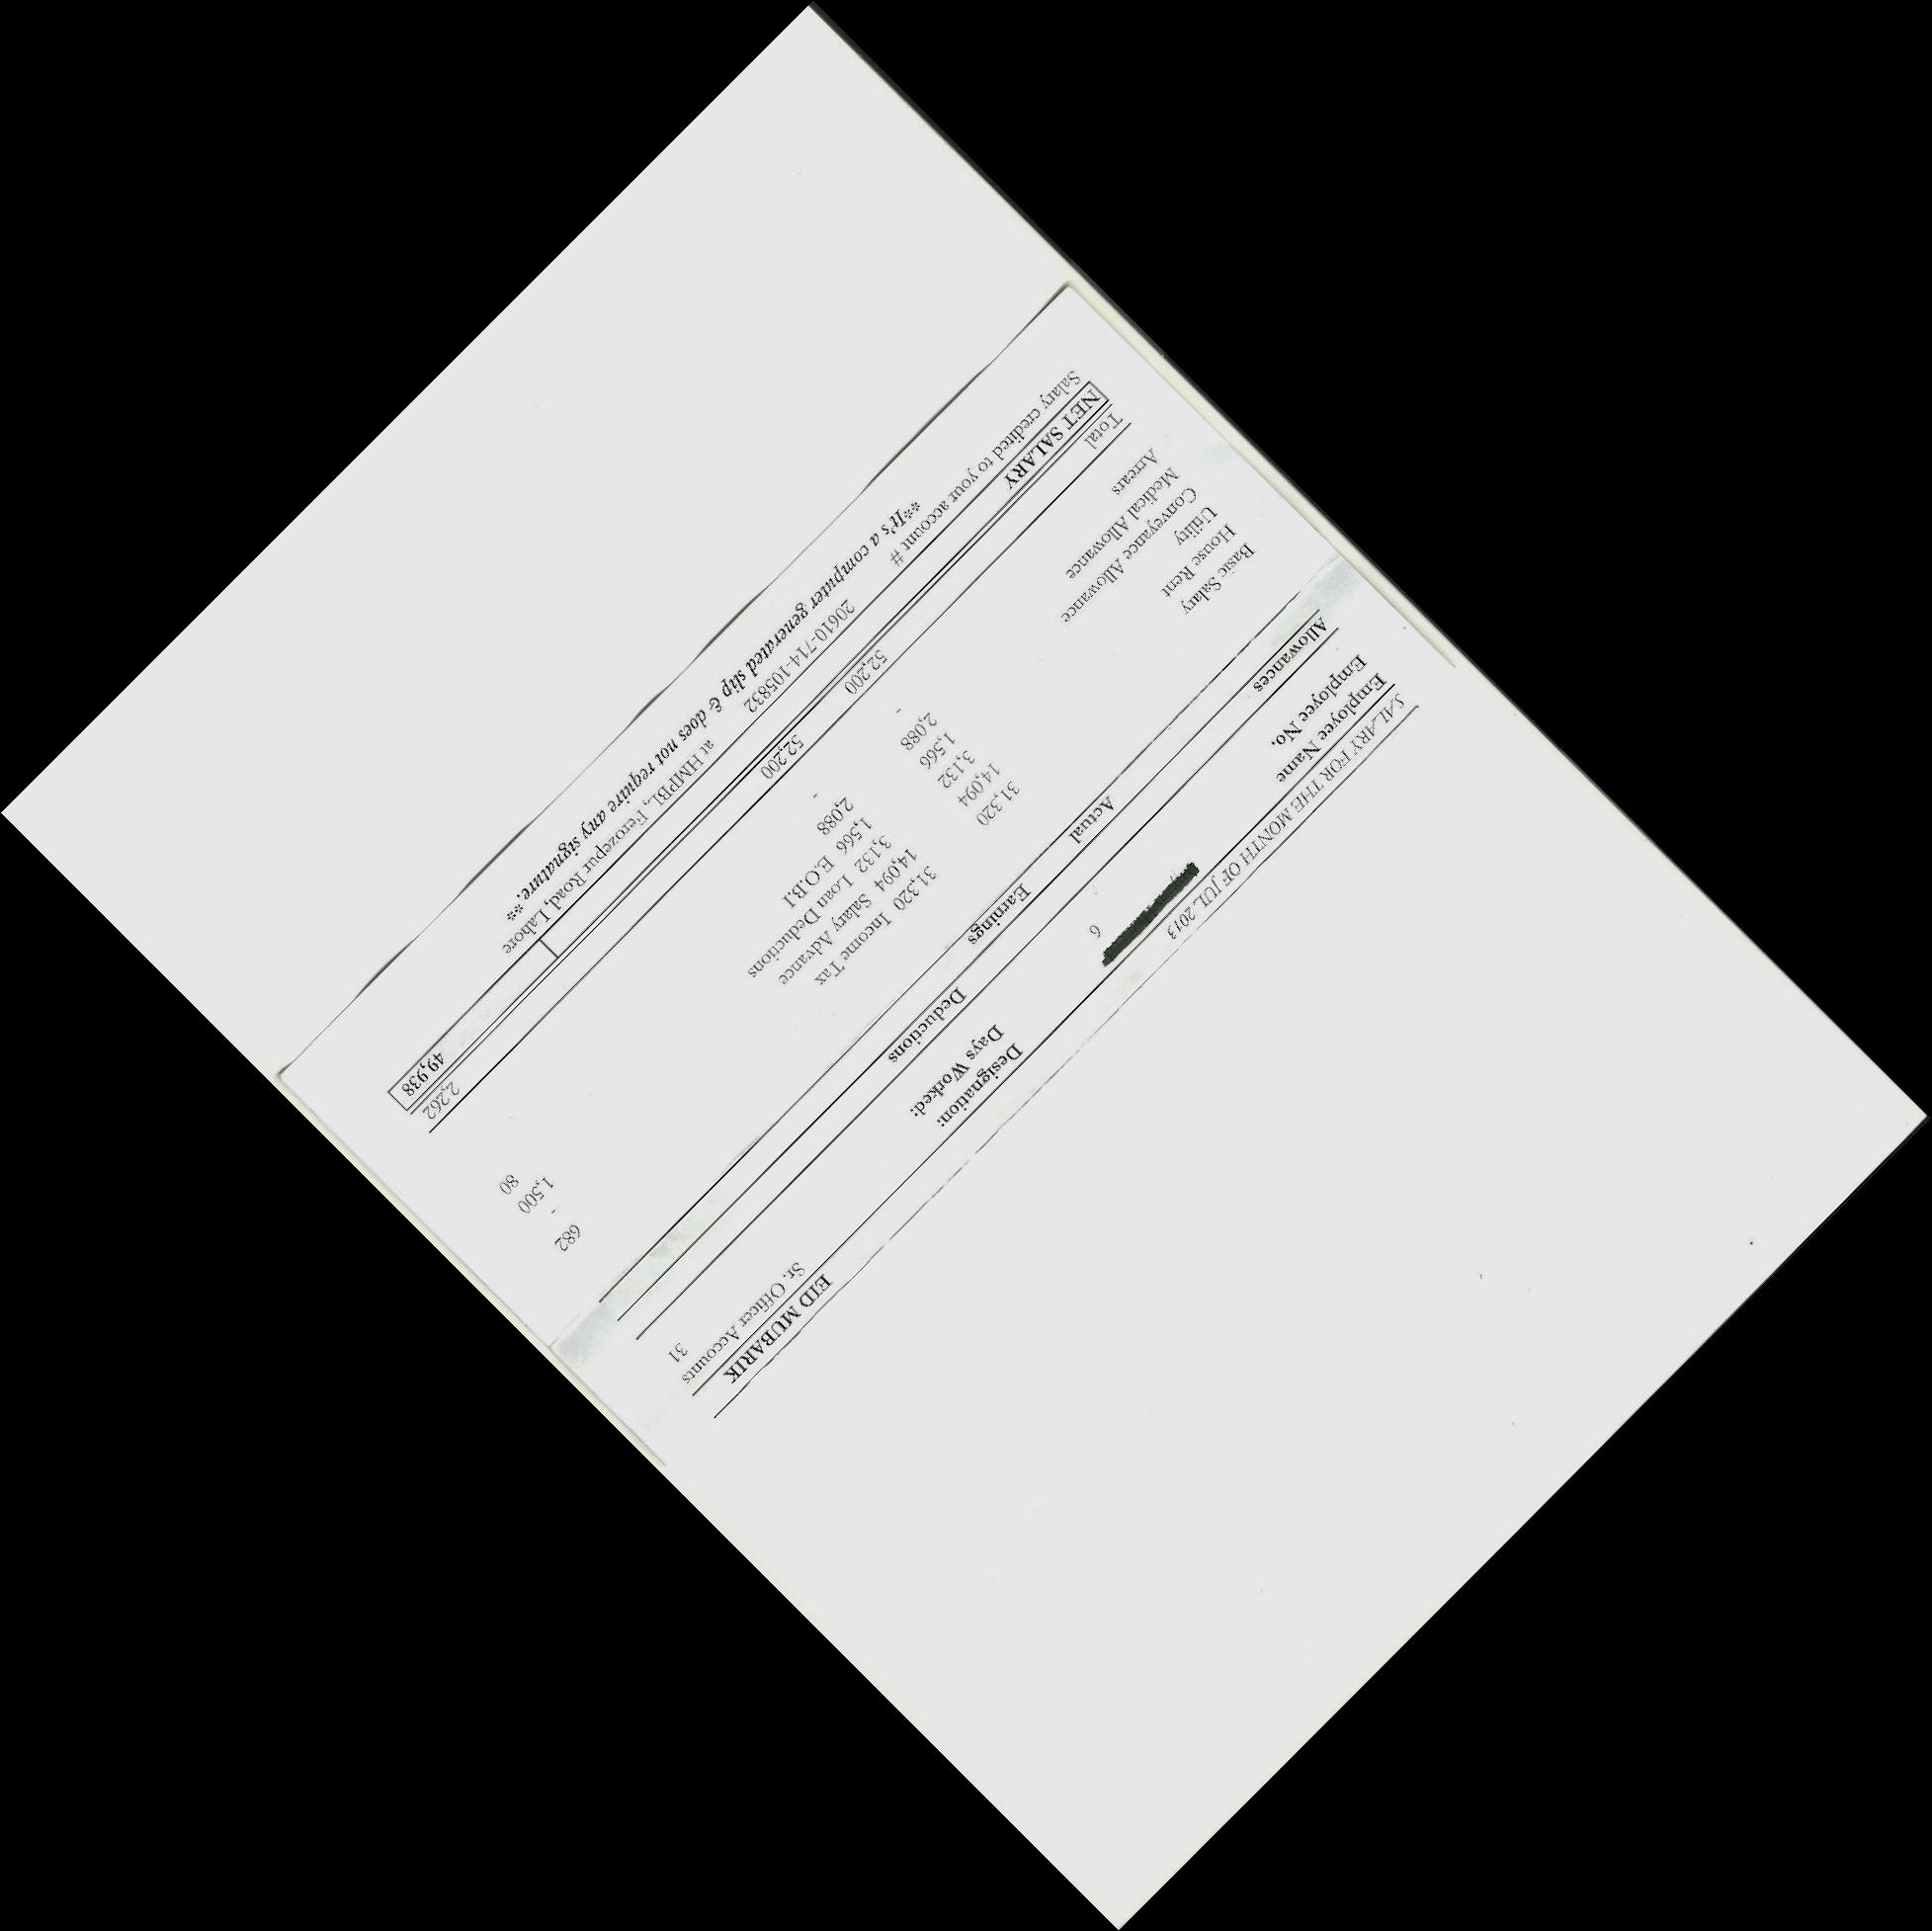 SALARY FOR THE MONTH OF JUL, 2013 EID MUBARIK
Employee Name Designation: Sr. Officer Accounts
Employee No. 6 Days Worked: 31
Allowances Actual Earnings Deductions
Basic Salary 31,320 31,320 Income Tax 682
House Rent 14,094 14,094 Salary Advance -
Utility 3,132 3,132 Loan Deductions 1,500
Conveyance Allowance 1,566 1,566 E.O.B.I 80
Medical Allowance 2,088 2,088
Arrears - -
Total 52,200 52,200 2,262
NET SALARY 49,938
Salary credited to your account # 20610-714-105832 at HMPBL, Ferozepur Road, Lahore
**It's a computer generated slip & does not require any signature.**